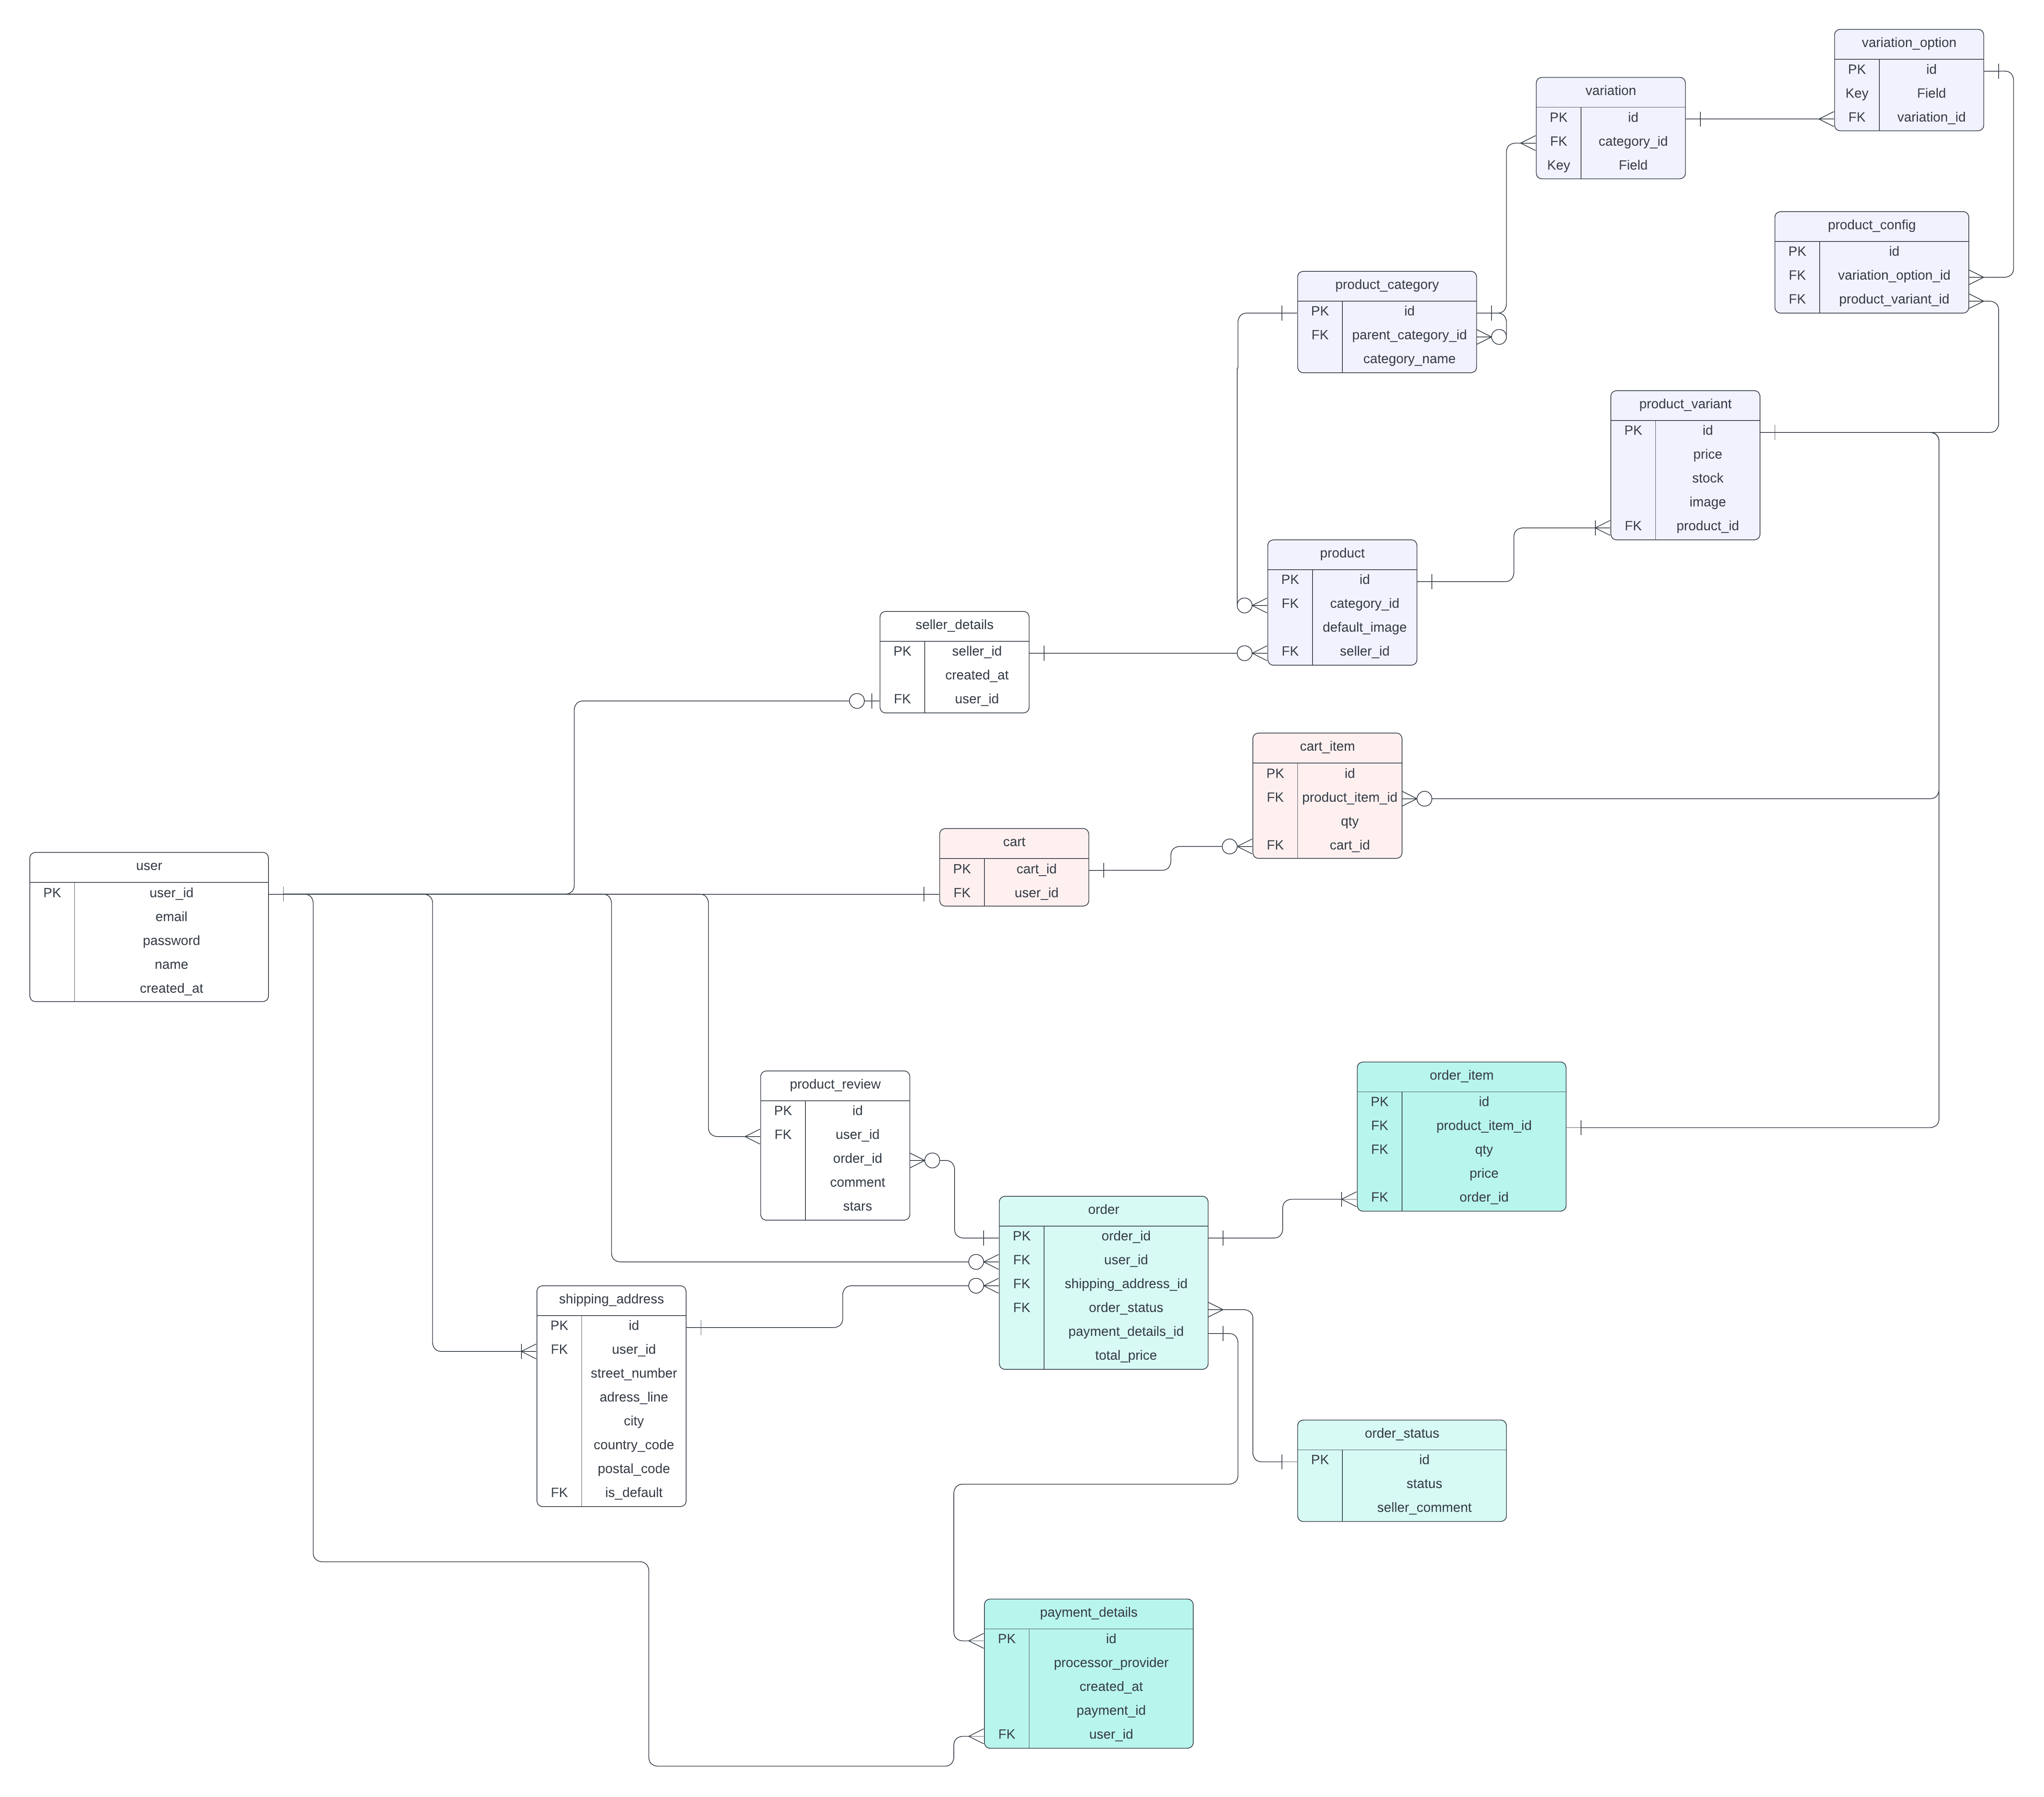 variation_option
PK id
Key Field
FK variation_id
variation
PK id
FK category_id
Key Field
product_config
PK id
FK variation_option_id
FK product_variant_id
product_category
PK id
FK parent_category_id
category_name
product_variant
PK id
price
stock
image
FK product_id
product
PK id
FK category_id
default_image
FK seller_id
seller_details
PK seller_id
created_at
FK user_id
cart_item
PK id
FK product_item_id
qty
FK cart_id
cart
PK cart_id
FK user_id
user
PK user_id
email
password
name
created_at
product_review
PK id
FK user_id
order_id
comment
stars
order_item
PK id
FK product_item_id
FK qty
price
FK order_id
order
PK order_id
FK user_id
FK shipping_address_id
FK order_status
payment_details_id
total_price
shipping_address
PK id
FK user_id
street_number
adress_line
city
country_code
postal_code
FK is_default
order_status
PK id
status
seller_comment
payment_details
PK id
processor_provider
created_at
payment_id
FK user_id